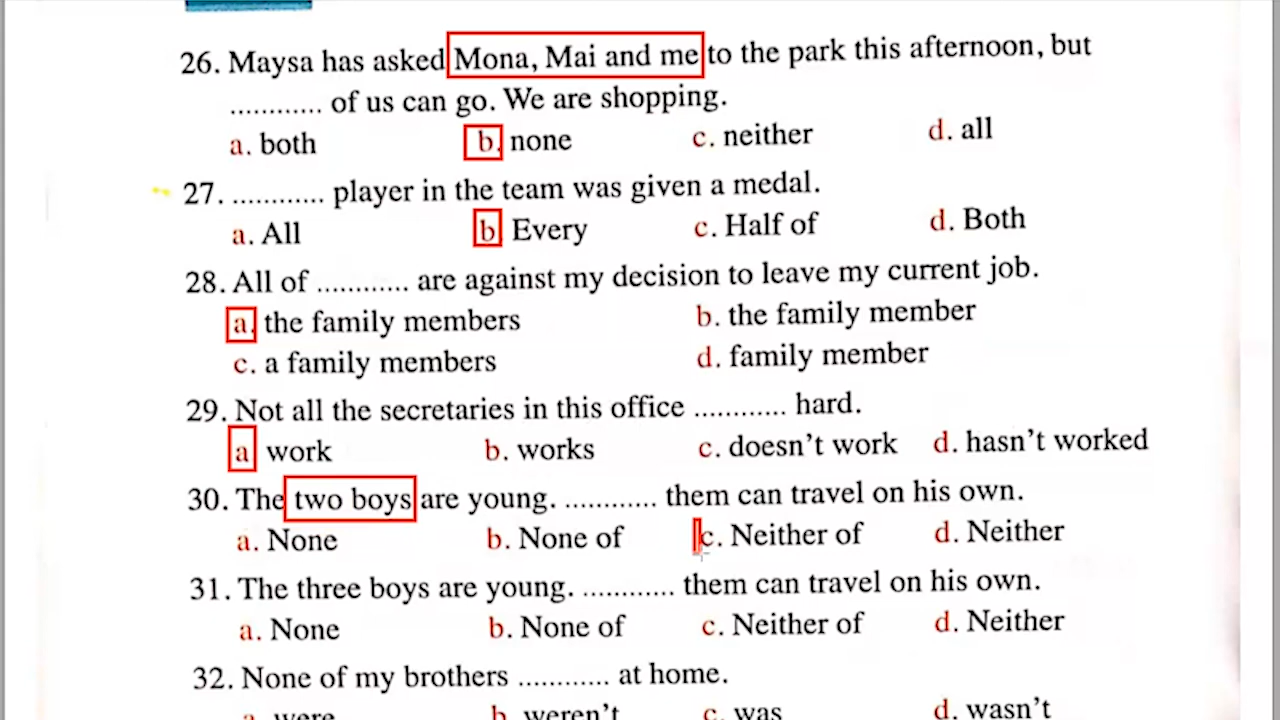 26. Maysa has asked Mona, Mai and me to the park this afternoon, but
............ of us can go. We are shopping.
a. both b. none c. neither d. all
27. ............ player in the team was given a medal.
a. All b Every c. Half of d. Both
28. All of ............ are against my decision to leave my current job.
a. the family members b. the family member
c. a family members d. family member
29. Not all the secretaries in this office ............ hard.
a work b. works c. doesn't work d. hasn't worked
30. The two boys are young. ............ them can travel on his own.
a. None b. None of c. Neither of d. Neither
31. The three boys are young. ............ them can travel on his own.
a. None b. None of c. Neither of d. Neither
32. None of my brothers ............ at home.
a. were b. weren't c. was d. wasn't